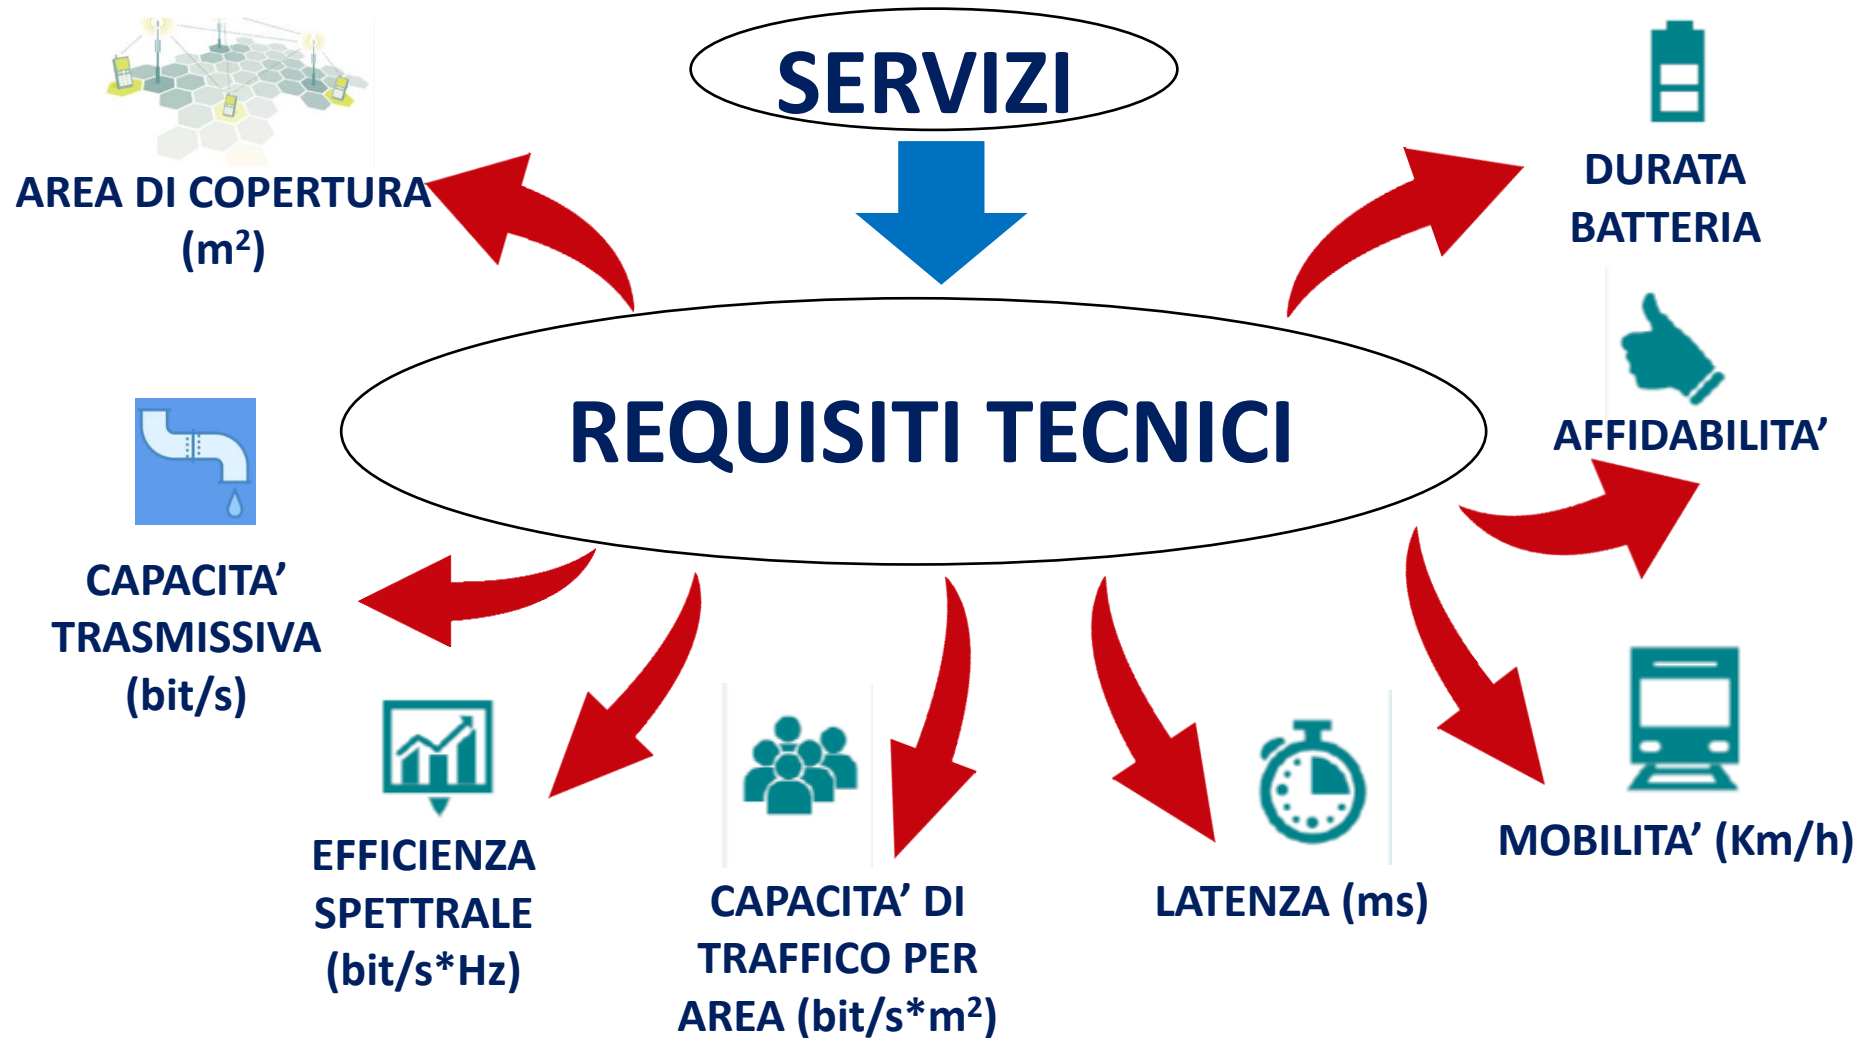 SERVIZI
AREA DI COPERTURA
(m²)
DURATA
BATTERIA
REQUISITI TECNICI
AFFIDABILITA’
CAPACITA’
TRASMISSIVA
(bit/s)
EFFICIENZA
SPETTRALE
(bit/s*Hz)
CAPACITA’ DI
TRAFFICO PER
AREA (bit/s*m²)
LATENZA (ms)
MOBILITA’ (Km/h)